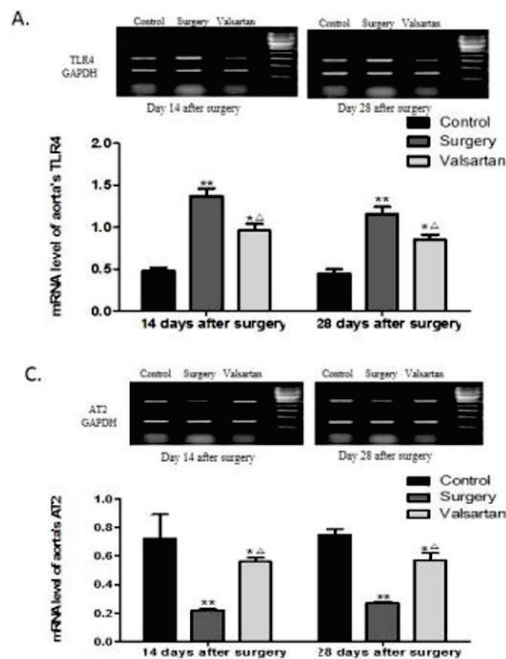 A.
Control Surgery Valsartan Control Surgery Valsartan
TLR4
GAPDH
Day 14 after surgery Day 28 after surgery
Control
Surgery
Valsartan
mRNA level of aorta's TLR4
2.0
1.5
1.0
0.5
0.0
** *△ ** *△
14 days after surgery 28 days after surgery
C.
Control Surgery Valsartan Control Surgery Valsartan
AT2
GAPDH
Day 14 after surgery Day 28 after surgery
Control
Surgery
Valsartan
mRNA level of aorta's AT2
0.8
0.6
0.4
0.2
0.0
** *△ ** *△
14 days after surgery 28 days after surgery